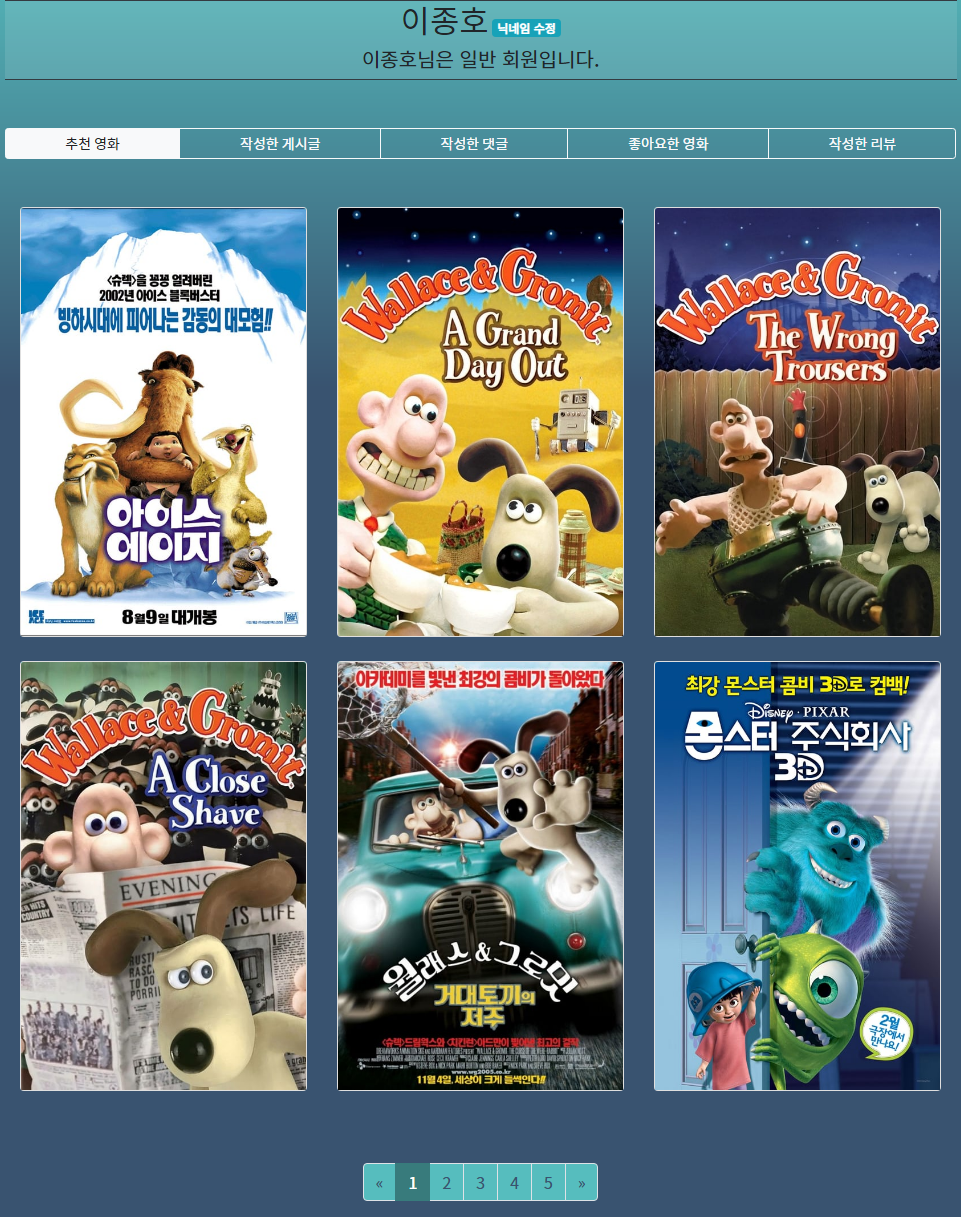 이종호 닉네임 수정
이종호님은 일반 회원입니다.
추천 영화
작성한 게시글
작성한 댓글
좋아요한 영화
작성한 리뷰
<슈렉>을 꽁꽁 얼려버린
2002년 아이스 블록버스터
빙하시대에 피어나는 감동의 대모험!!
아이스
에이지
8월9일 대개봉
Wallace & Gromit
A Grand
Day Out
Wallace & Gromit
The Wrong
Trousers
Wallace & Gromit
A Close
Shave
EVENING
아카데미를 빛낸 최강의 콤비가 돌아왔다
월래스 & 그로밋
거대토끼의
저주
<슈렉>드림웍스와 <치킨런>아드만이 빚어낸 최고의 걸작
11월 4일, 세상이 크게 들썩인다!!
최강 몬스터 콤비 3D로 컴백!
Disney · PIXAR
몬스터 주식회사
3D
2월
극장에서
만나요!
« 1 2 3 4 5 »